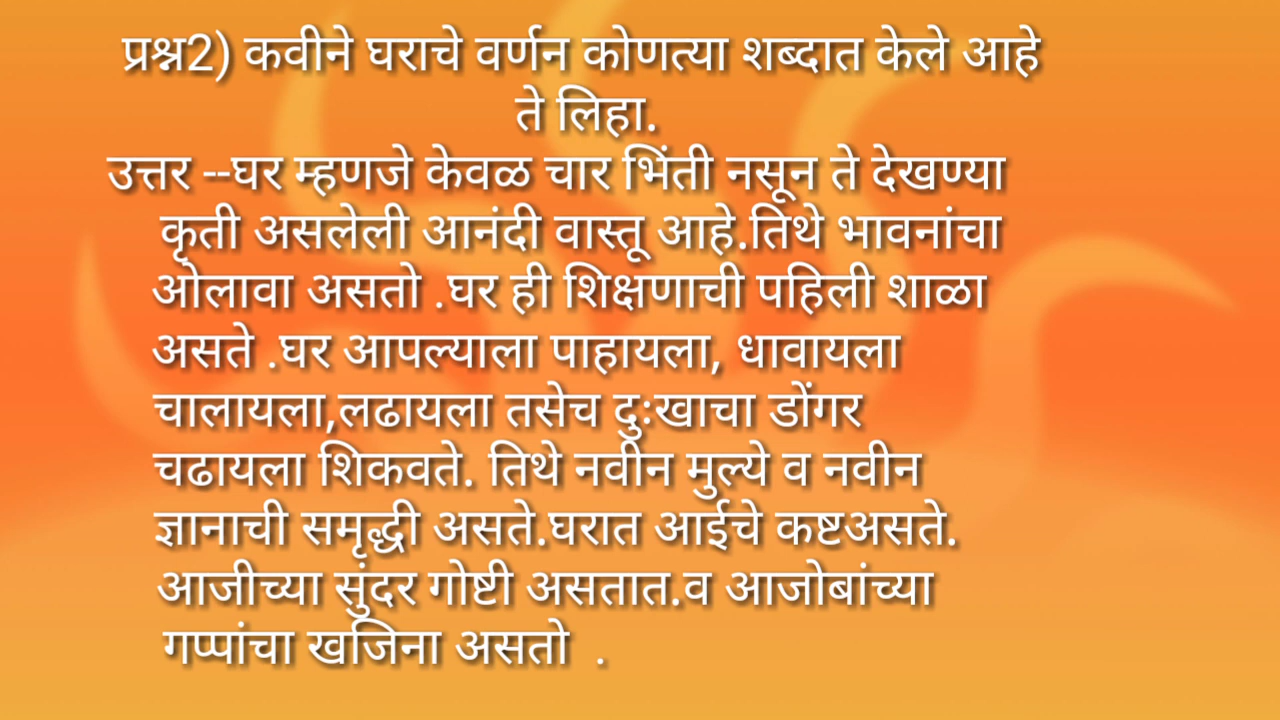 प्रश्न2) कवीने घराचे वर्णन कोणत्या शब्दात केले आहे
ते लिहा.
उत्तर --घर म्हणजे केवळ चार भिंती नसून ते देखण्या
कृती असलेली आनंदी वास्तू आहे.तिथे भावनांचा
ओलावा असतो .घर ही शिक्षणाची पहिली शाळा
असते .घर आपल्याला पाहायला, धावायला
चालायला,लढायला तसेच दुःखाचा डोंगर
चढायला शिकवते. तिथे नवीन मुल्ये व नवीन
ज्ञानाची समृद्धी असते.घरात आईचे कष्टअसते.
आजीच्या सुंदर गोष्टी असतात.व आजोबांच्या
गप्पांचा खजिना असतो .